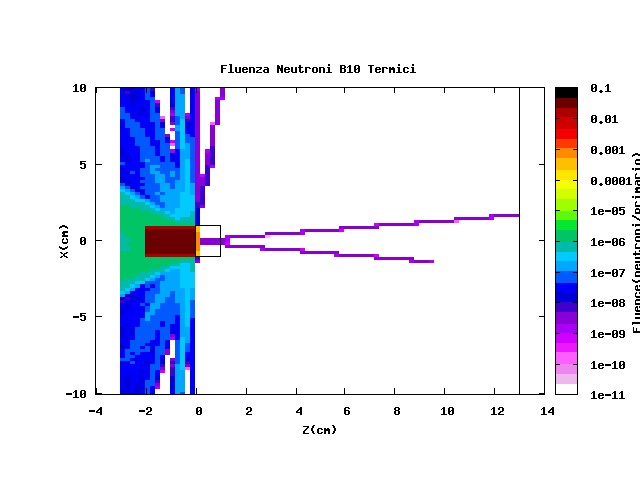 Fluenza Neutroni B10 Termici
10
5
0
-5
-10
X(cm)
-4 -2 0 2 4 6 8 10 12 14
Z(cm)
0.1
0.01
0.001
0.0001
1e-05
1e-06
1e-07
1e-08
1e-09
1e-10
1e-11
Fluence(neutroni/primario)